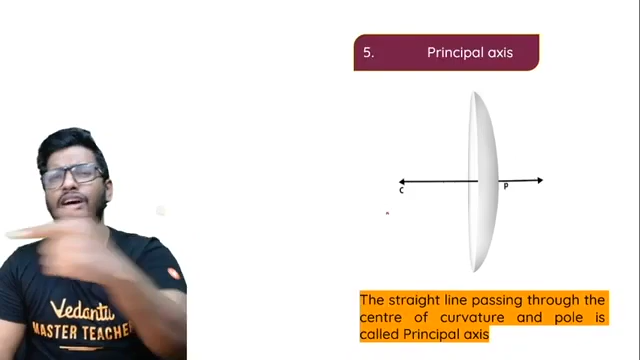 5. Principal axis
C
P
The straight line passing through the
centre of curvature and pole is
called Principal axis
Vedantu
MASTER TEACHER